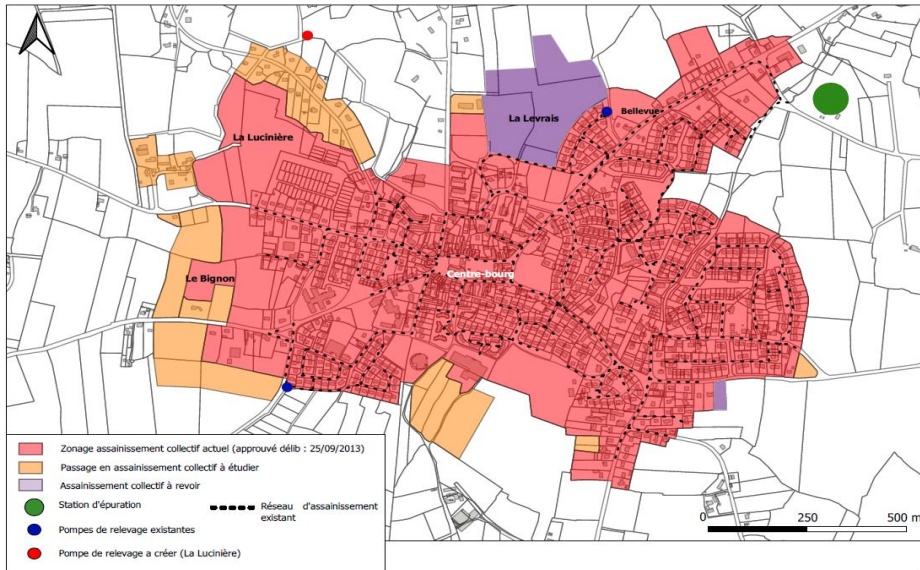 La Lucinière
La Levrais
Bellevue
Le Bignon
Centre-bourg
Zonage assainissement collectif actuel (approuvé délib : 25/09/2013)
Passage en assainissement collectif à étudier
Assainissement collectif à revoir
Station d'épuration
Réseau d'assainissement
existant
Pompes de relevage existantes
Pompe de relevage a créer (La Lucinière)
0 250 500 m